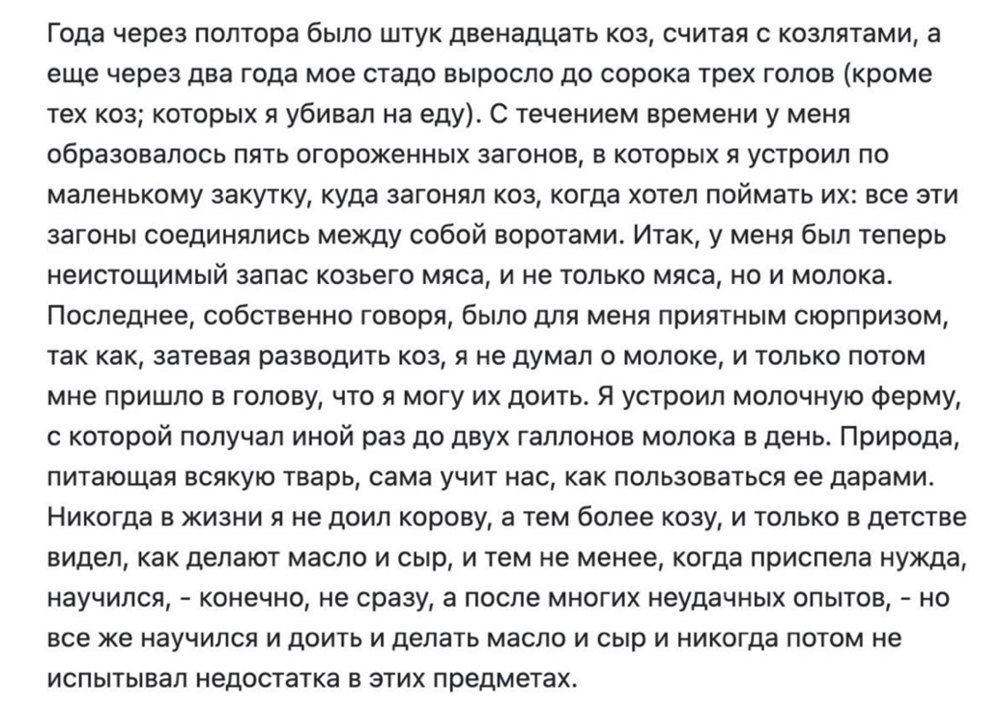 Года через полтора было штук двенадцать коз, считая с козлятами, а
еще через два года мое стадо выросло до сорока трех голов (кроме
тех коз; которых я убивал на еду). С течением времени у меня
образовалось пять огороженных загонов, в которых я устроил по
маленькому закутку, куда загонял коз, когда хотел поймать их: все эти
загоны соединялись между собой воротами. Итак, у меня был теперь
неистощимый запас козьего мяса, и не только мяса, но и молока.
Последнее, собственно говоря, было для меня приятным сюрпризом,
так как, затевая разводить коз, я не думал о молоке, и только потом
мне пришло в голову, что я могу их доить. Я устроил молочную ферму,
с которой получал иной раз до двух галлонов молока в день. Природа,
питающая всякую тварь, сама учит нас, как пользоваться ее дарами.
Никогда в жизни я не доил корову, а тем более козу, и только в детстве
видел, как делают масло и сыр, и тем не менее, когда приспела нужда,
научился, - конечно, не сразу, а после многих неудачных опытов, - но
все же научился и доить и делать масло и сыр и никогда потом не
испытывал недостатка в этих предметах.